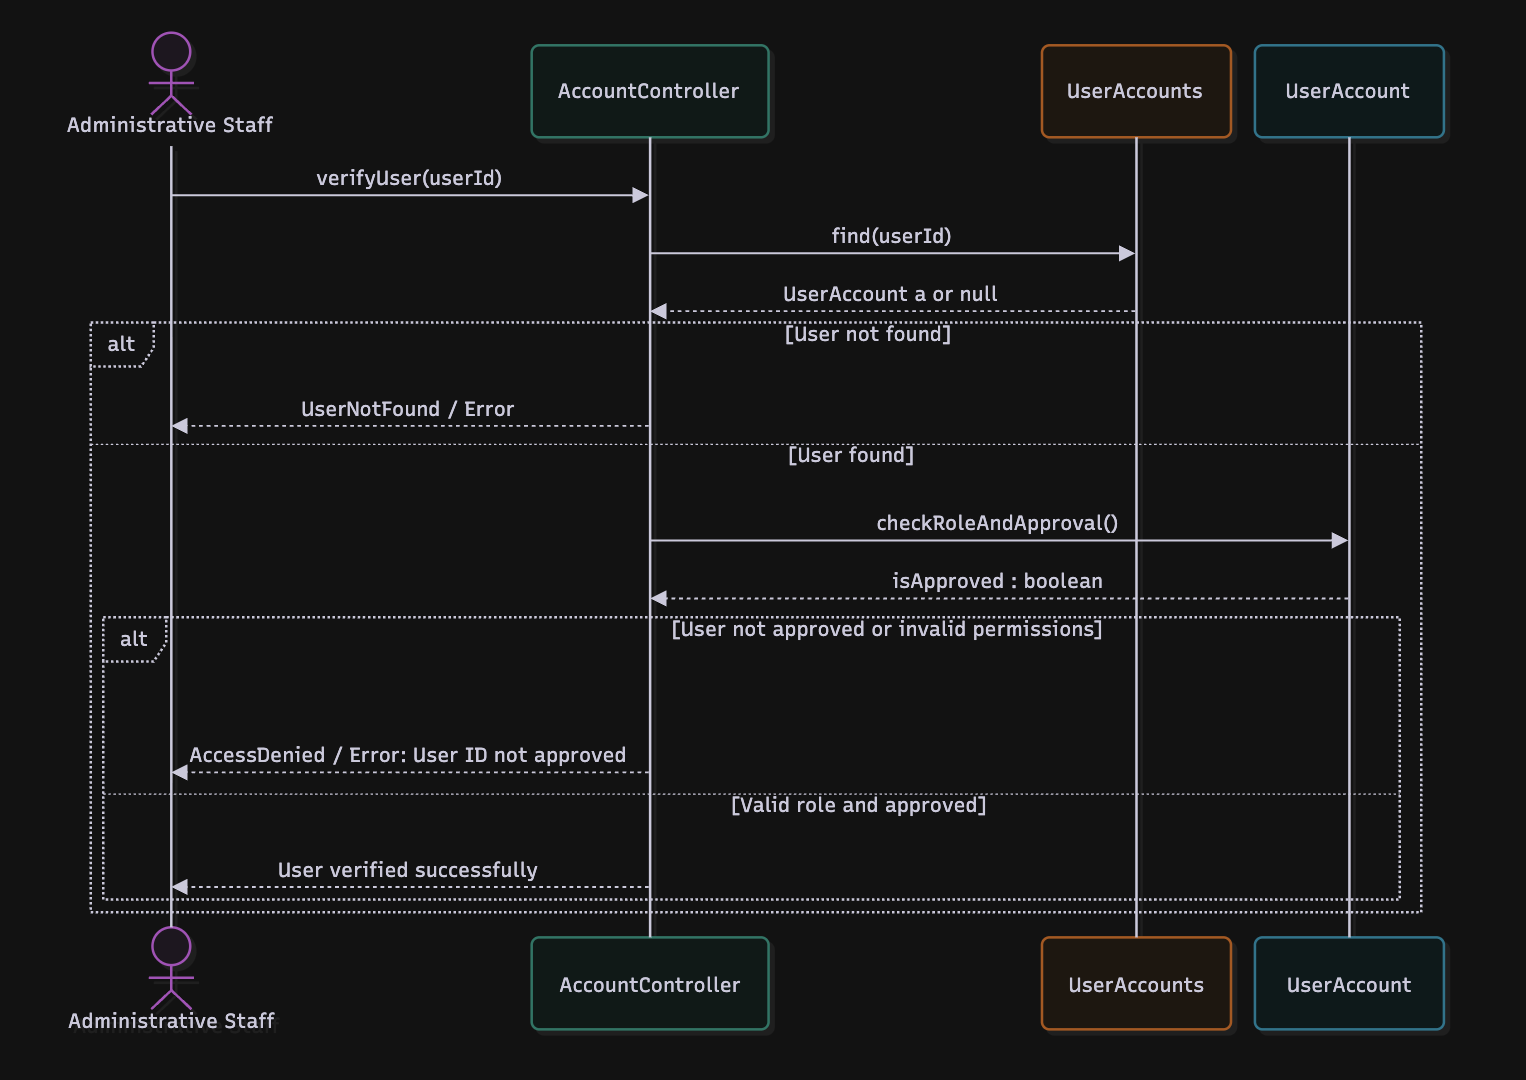 Administrative Staff
AccountController
UserAccounts
UserAccount
verifyUser(userId)
find(userId)
UserAccount a or null
alt
[User not found]
UserNotFound / Error
[User found]
checkRoleAndApproval()
isApproved : boolean
alt
[User not approved or invalid permissions]
AccessDenied / Error: User ID not approved
[Valid role and approved]
User verified successfully
Administrative Staff
AccountController
UserAccounts
UserAccount